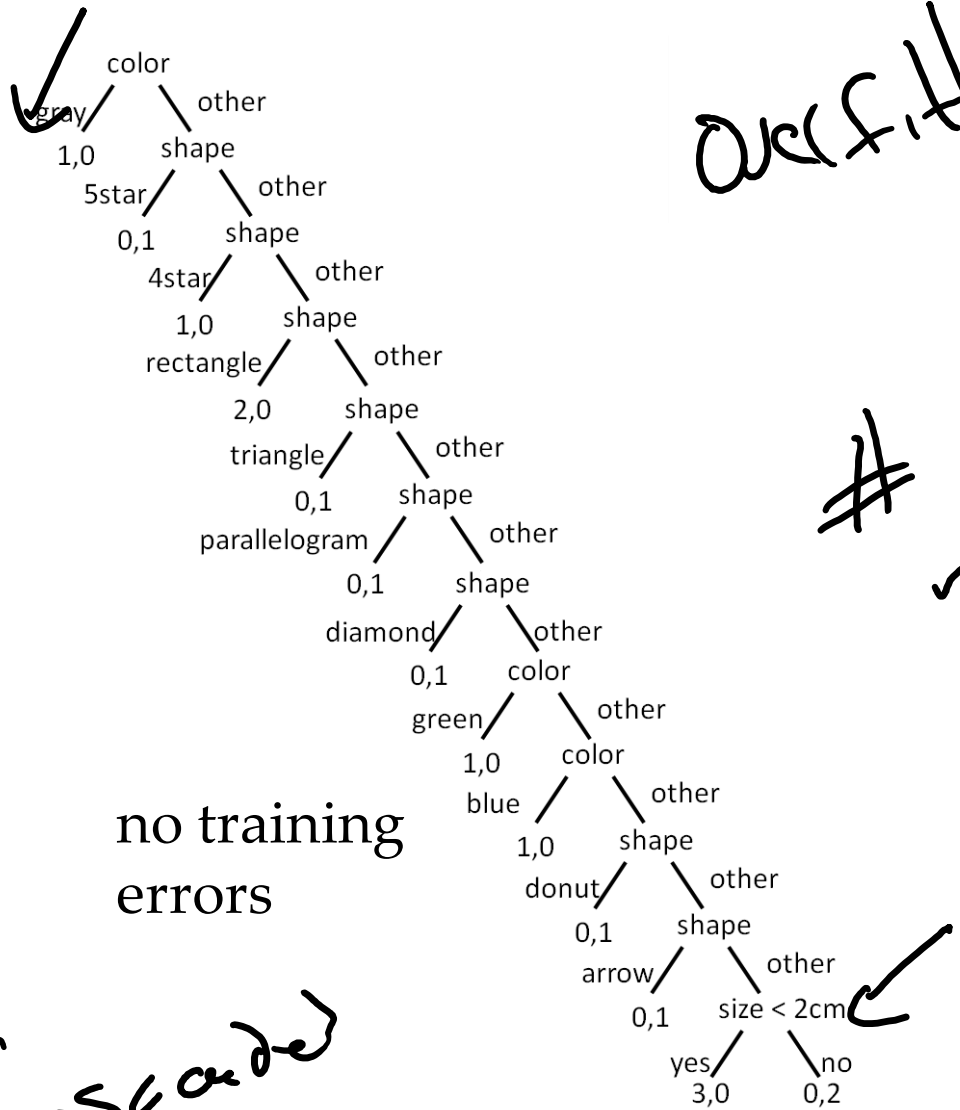 color
gray
other
1,0
shape
5star
other
0,1
shape
4star
other
1,0
shape
rectangle
other
2,0
shape
triangle
other
0,1
shape
parallelogram
other
0,1
shape
diamond
other
0,1
color
green
other
1,0
color
blue
other
1,0
shape
donut
other
0,1
shape
arrow
other
0,1
size < 2cm
yes
no
3,0
0,2
no training
errors
#